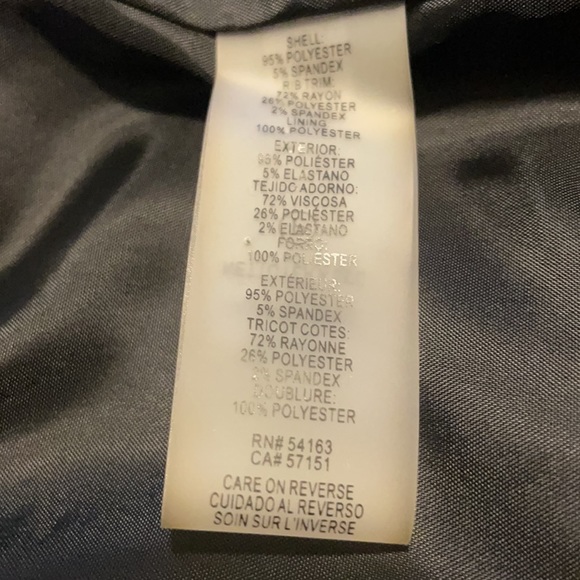 SHELL:
95% POLYESTER
5% SPANDEX
RIB TRIM:
72% RAYON
26% POLYESTER
2% SPANDEX
LINING
100% POLYESTER
EXTERIOR:
95% POLIÉSTER
5% ELASTANO
TEJIDO ADORNO:
72% VISCOSA
26% POLIÉSTER
2% ELASTANO
FORRO:
100% POLIÉSTER
EXTÉRIEUR:
95% POLYESTER
5% SPANDEX
TRICOT COTES:
72% RAYONNE
26% POLYESTER
2% SPANDEX
DOUBLURE:
100% POLYESTER
RN# 54163
CA# 57151
CARE ON REVERSE
CUIDADO AL REVERSO
SOIN SUR L'INVERSE